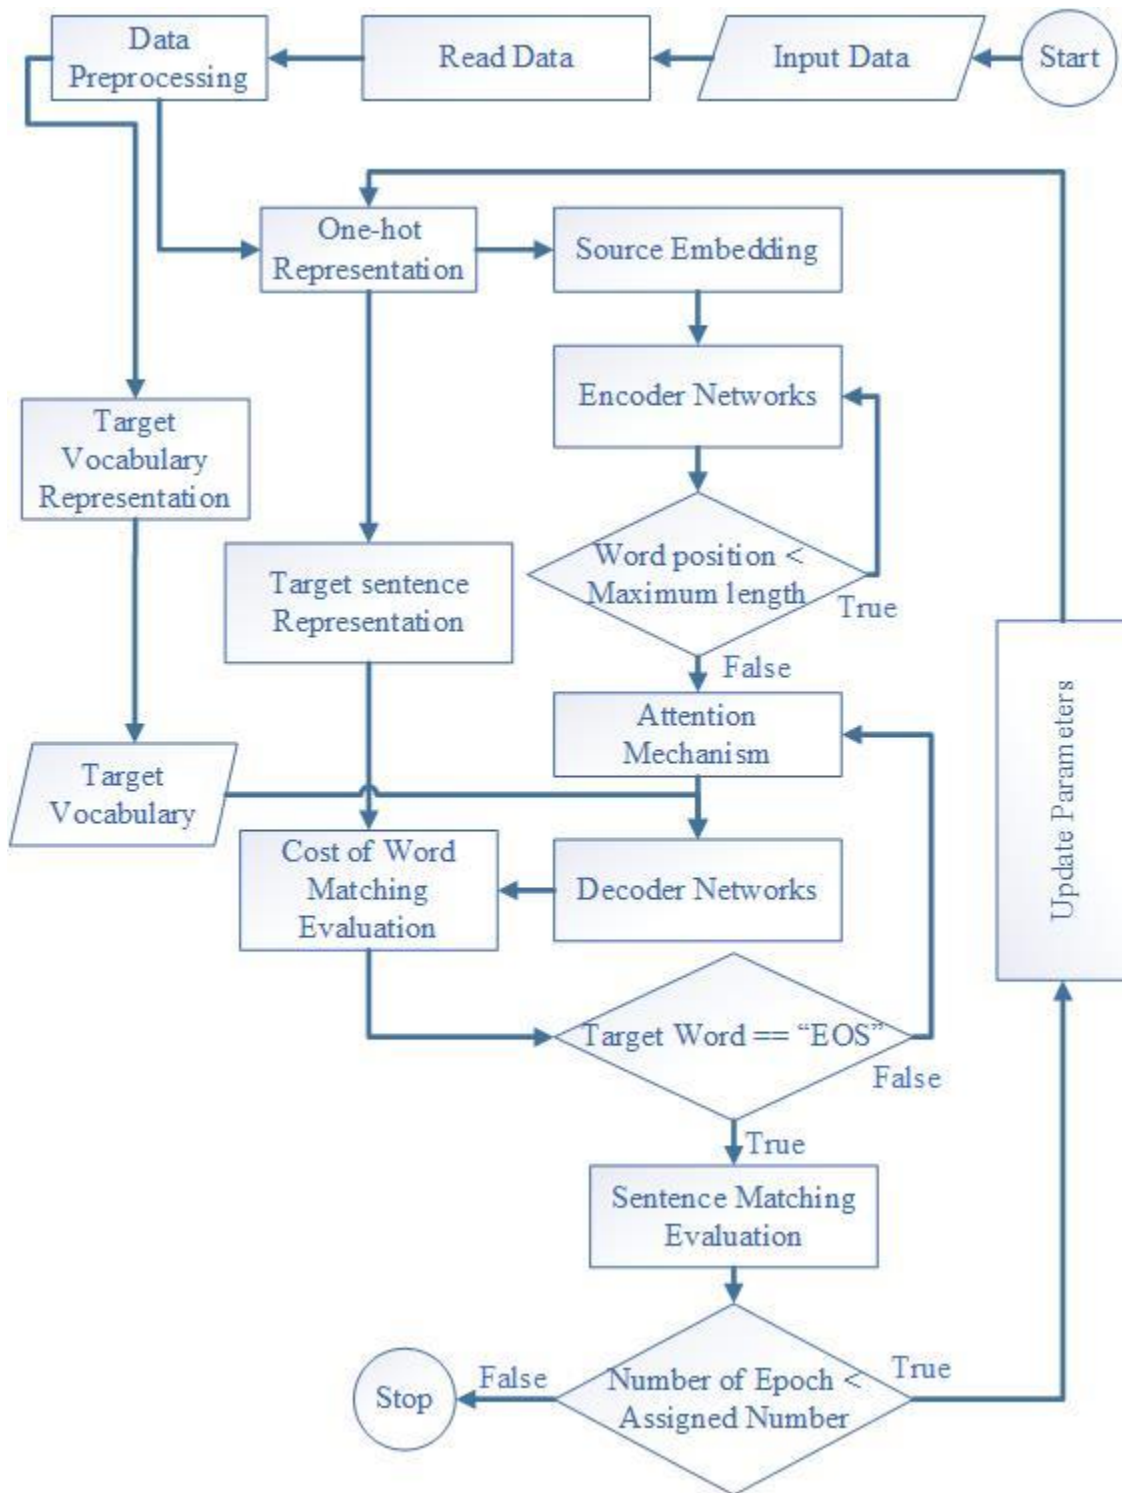 Data
Preprocessing
Read Data
Input Data
Start
One-hot
Representation
Source Embedding
Encoder Networks
Target
Vocabulary
Representation
Word position <
Maximum length
True
False
Target sentence
Representation
Attention
Mechanism
Update Parameters
Target
Vocabulary
Cost of Word
Matching
Evaluation
Decoder Networks
Target Word == “EOS”
False
True
Sentence Matching
Evaluation
Number of Epoch <
Assigned Number
True
False
Stop